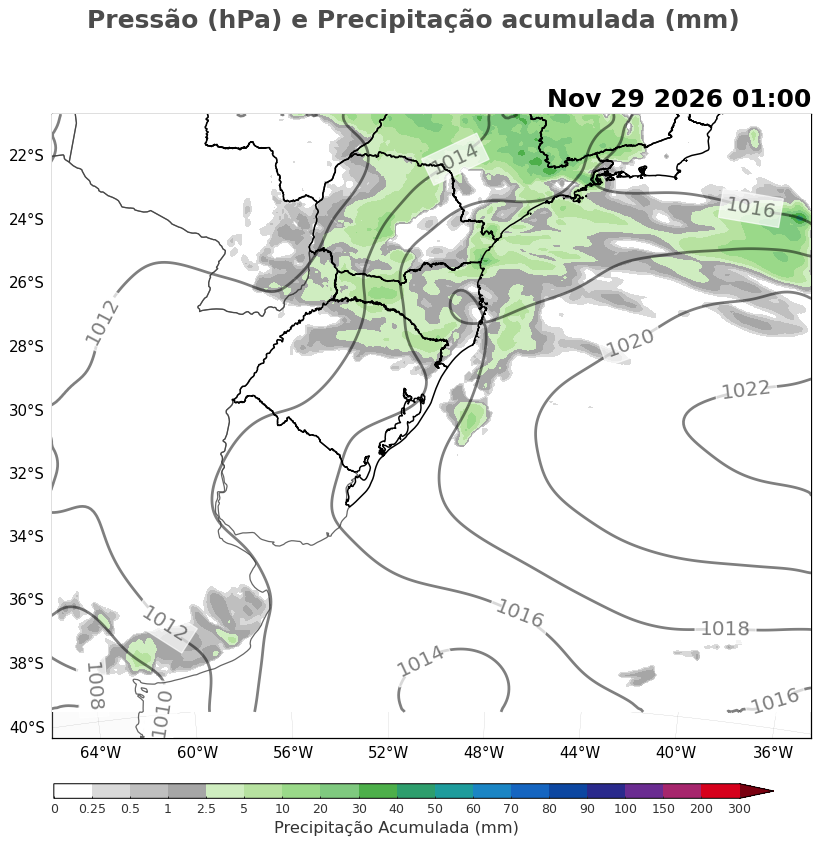 Pressão (hPa) e Precipitação acumulada (mm)
Nov 29 2026 01:00
22°S
24°S
26°S
28°S
30°S
32°S
34°S
36°S
38°S
40°S
1014
1016
1012
1020
1022
1012
1016
1018
1014
1008
1010
1016
64°W 60°W 56°W 52°W 48°W 44°W 40°W 36°W
0 0.25 0.5 1 2.5 5 10 20 30 40 50 60 70 80 90 100 150 200 300
Precipitação Acumulada (mm)